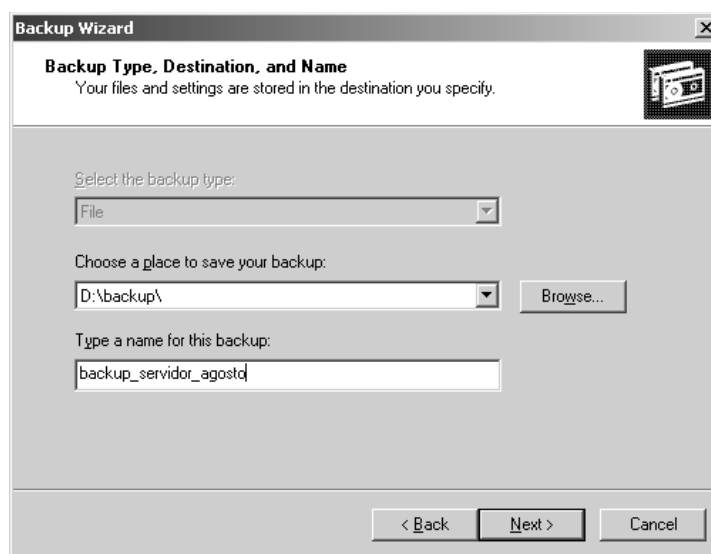 Backup Wizard
Backup Type, Destination, and Name
Your files and settings are stored in the destination you specify.
Select the backup type:
File
Choose a place to save your backup:
D:\backup\
Browse...
Type a name for this backup:
backup_servidor_agosto
< Back
Next >
Cancel